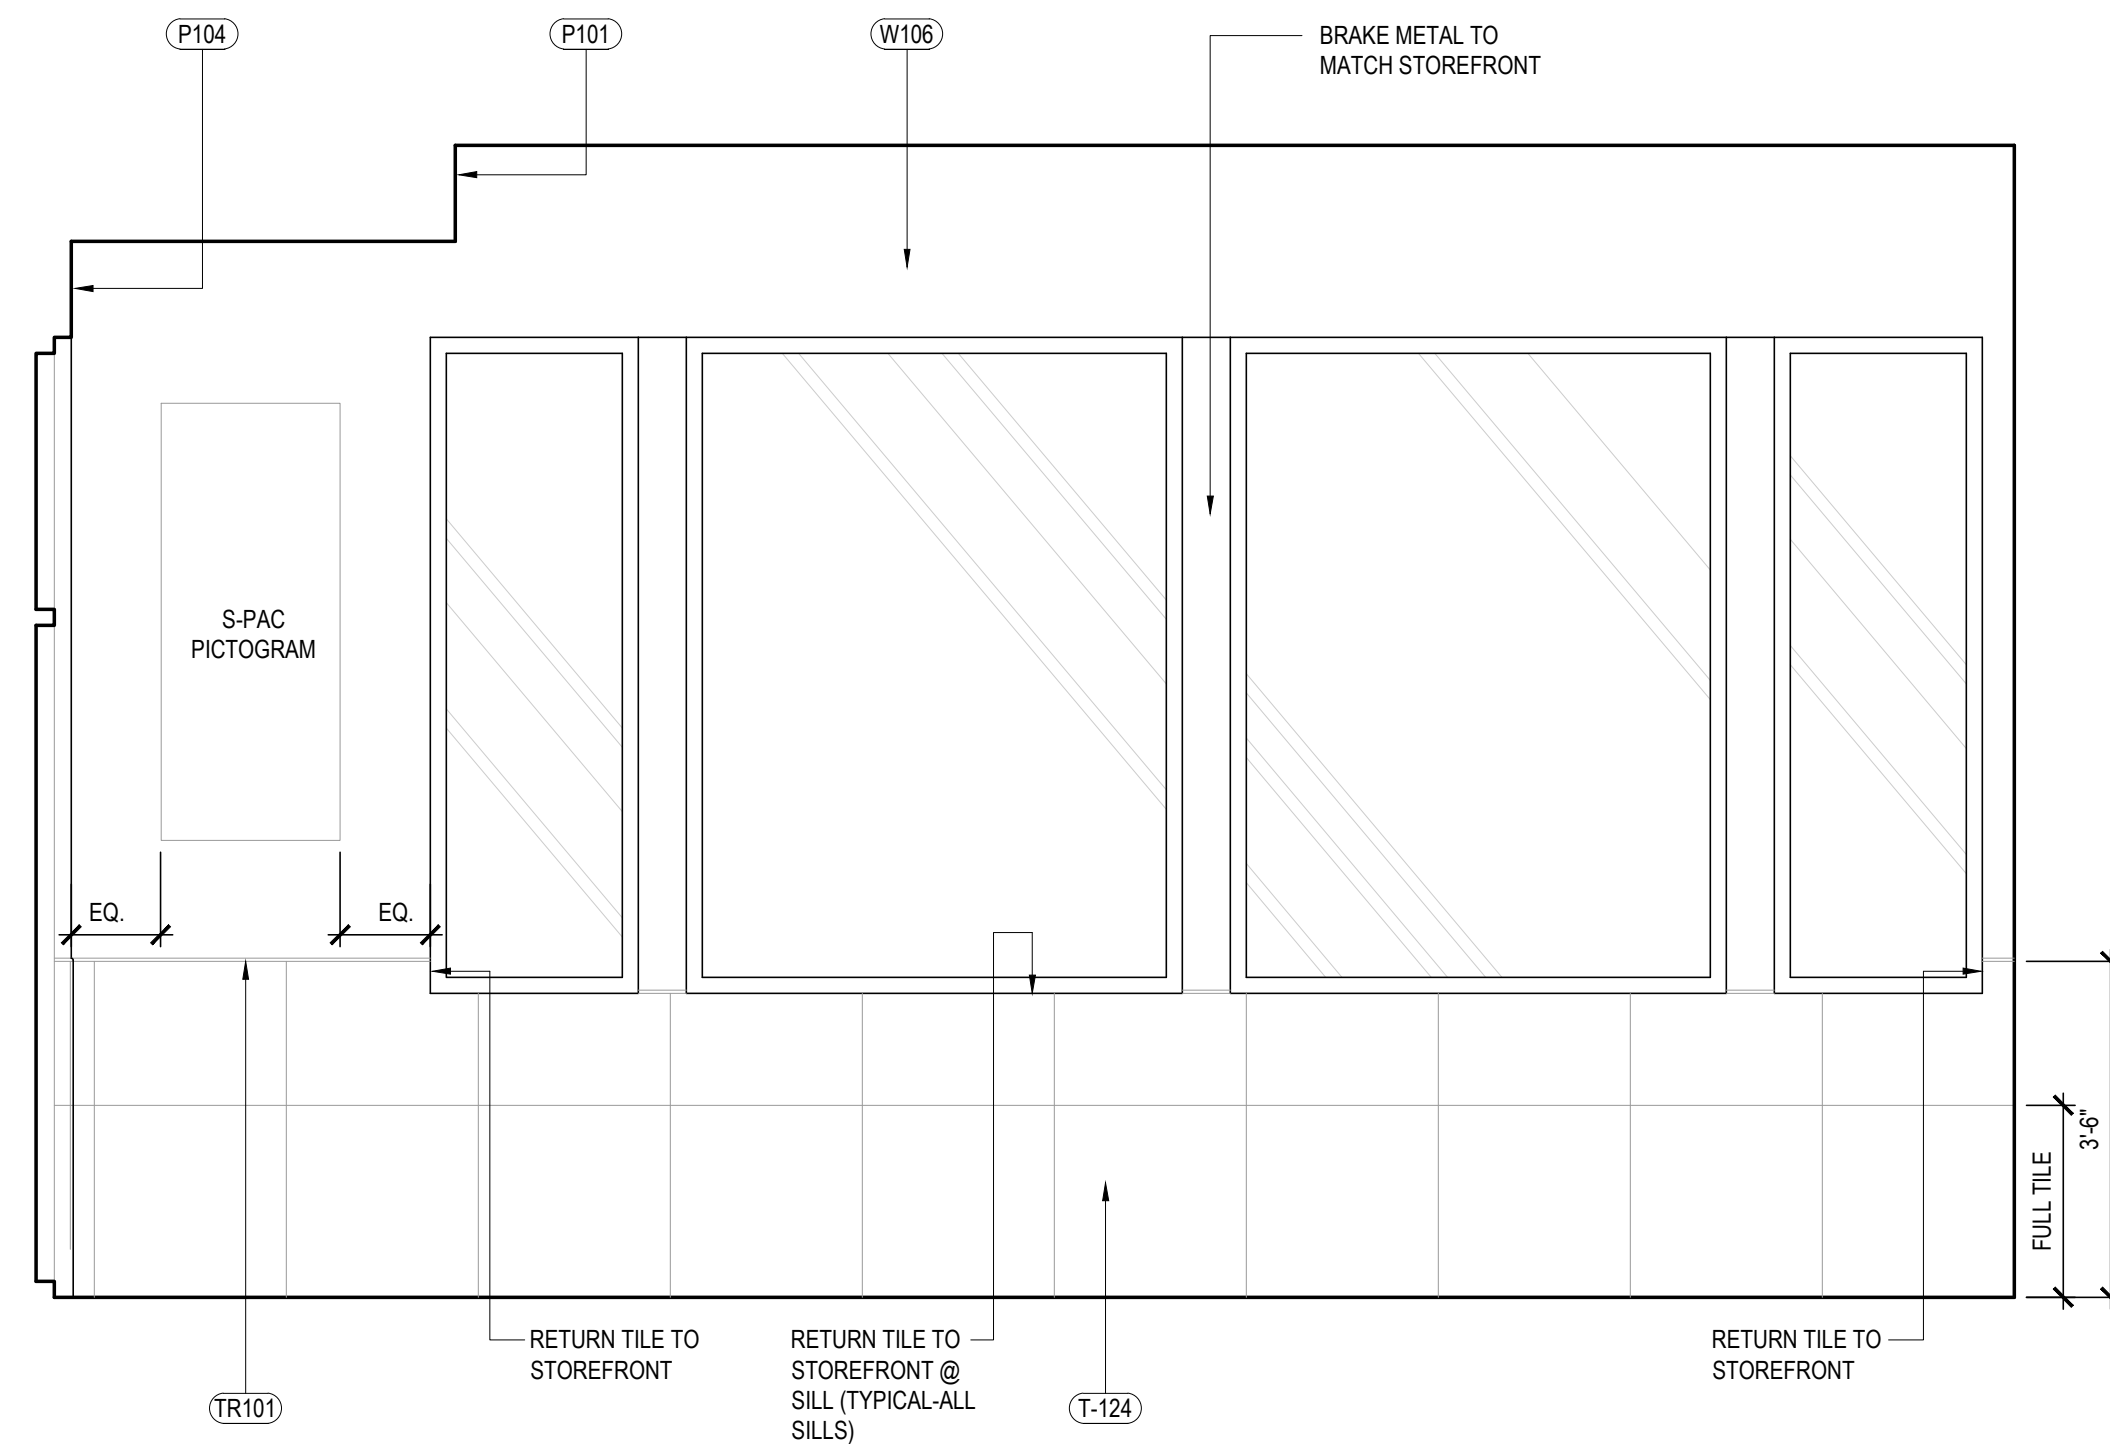 P104
P101
W106
BRAKE METAL TO
MATCH STOREFRONT
S-PAC
PICTOGRAM
EQ.
EQ.
3'-6"
FULL TILE
RETURN TILE TO
STOREFRONT
RETURN TILE TO
STOREFRONT @
SILL (TYPICAL-ALL
SILLS)
RETURN TILE TO
STOREFRONT
TR101
T-124